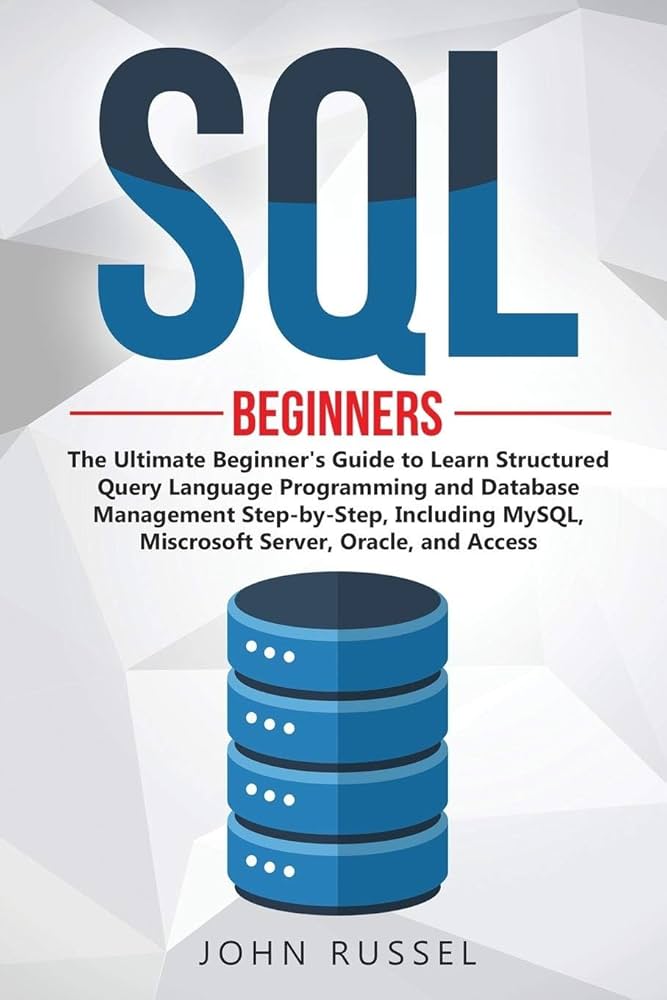 SQL
BEGINNERS
The Ultimate Beginner's Guide to Learn Structured
Query Language Programming and Database
Management Step-by-Step, Including MySQL,
Miscrosoft Server, Oracle, and Access
JOHN RUSSEL